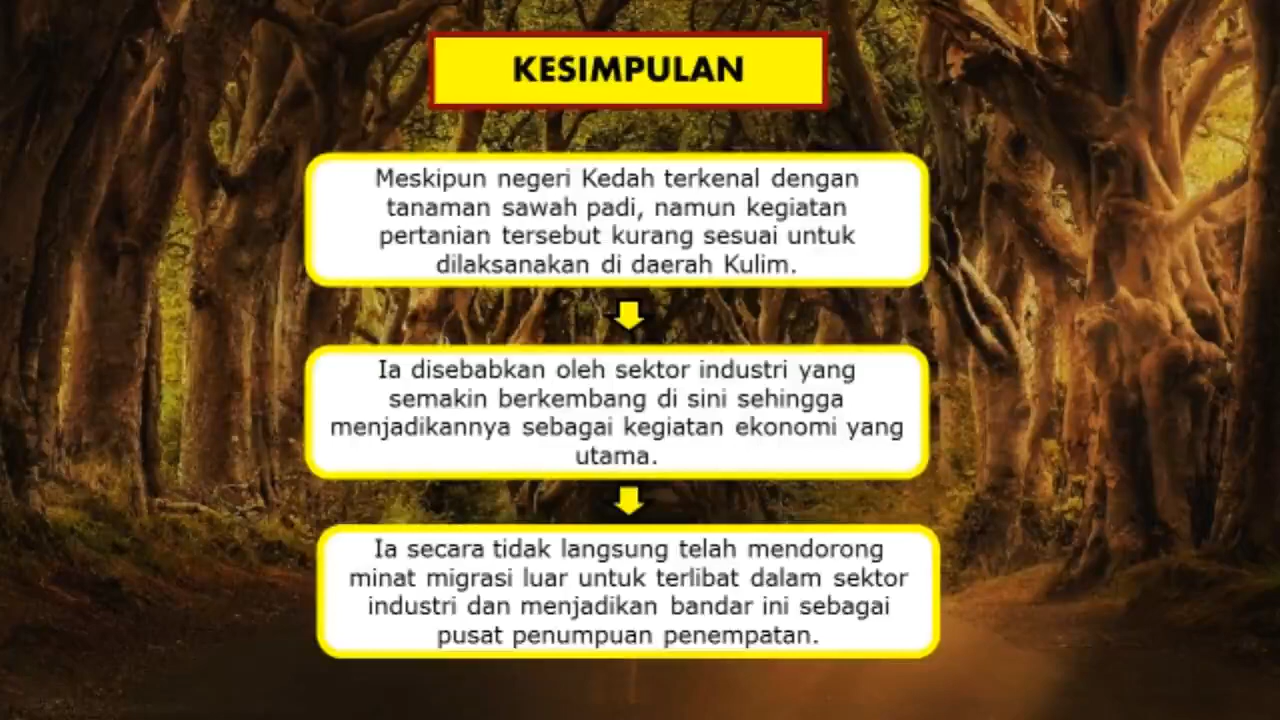 KESIMPULAN
Meskipun negeri Kedah terkenal dengan
tanaman sawah padi, namun kegiatan
pertanian tersebut kurang sesuai untuk
dilaksanakan di daerah Kulim.
Ia disebabkan oleh sektor industri yang
semakin berkembang di sini sehingga
menjadikannya sebagai kegiatan ekonomi yang
utama.
Ia secara tidak langsung telah mendorong
minat migrasi luar untuk terlibat dalam sektor
industri dan menjadikan bandar ini sebagai
pusat penumpuan penempatan.